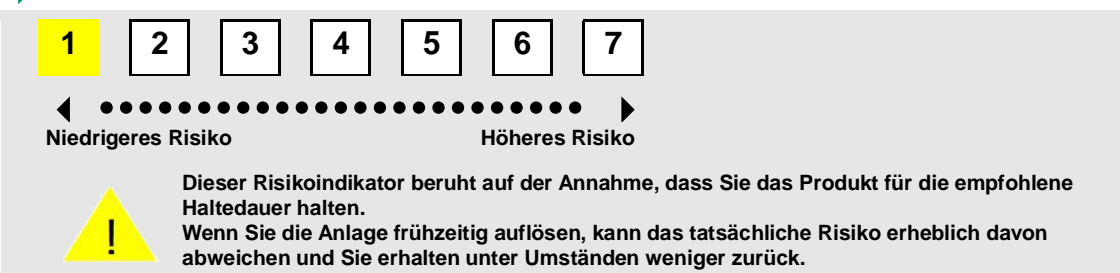 1 2 3 4 5 6 7
Niedrigeres Risiko Höheres Risiko
Dieser Risikoindikator beruht auf der Annahme, dass Sie das Produkt für die empfohlene
Haltedauer halten.
!
Wenn Sie die Anlage frühzeitig auflösen, kann das tatsächliche Risiko erheblich davon
abweichen und Sie erhalten unter Umständen weniger zurück.